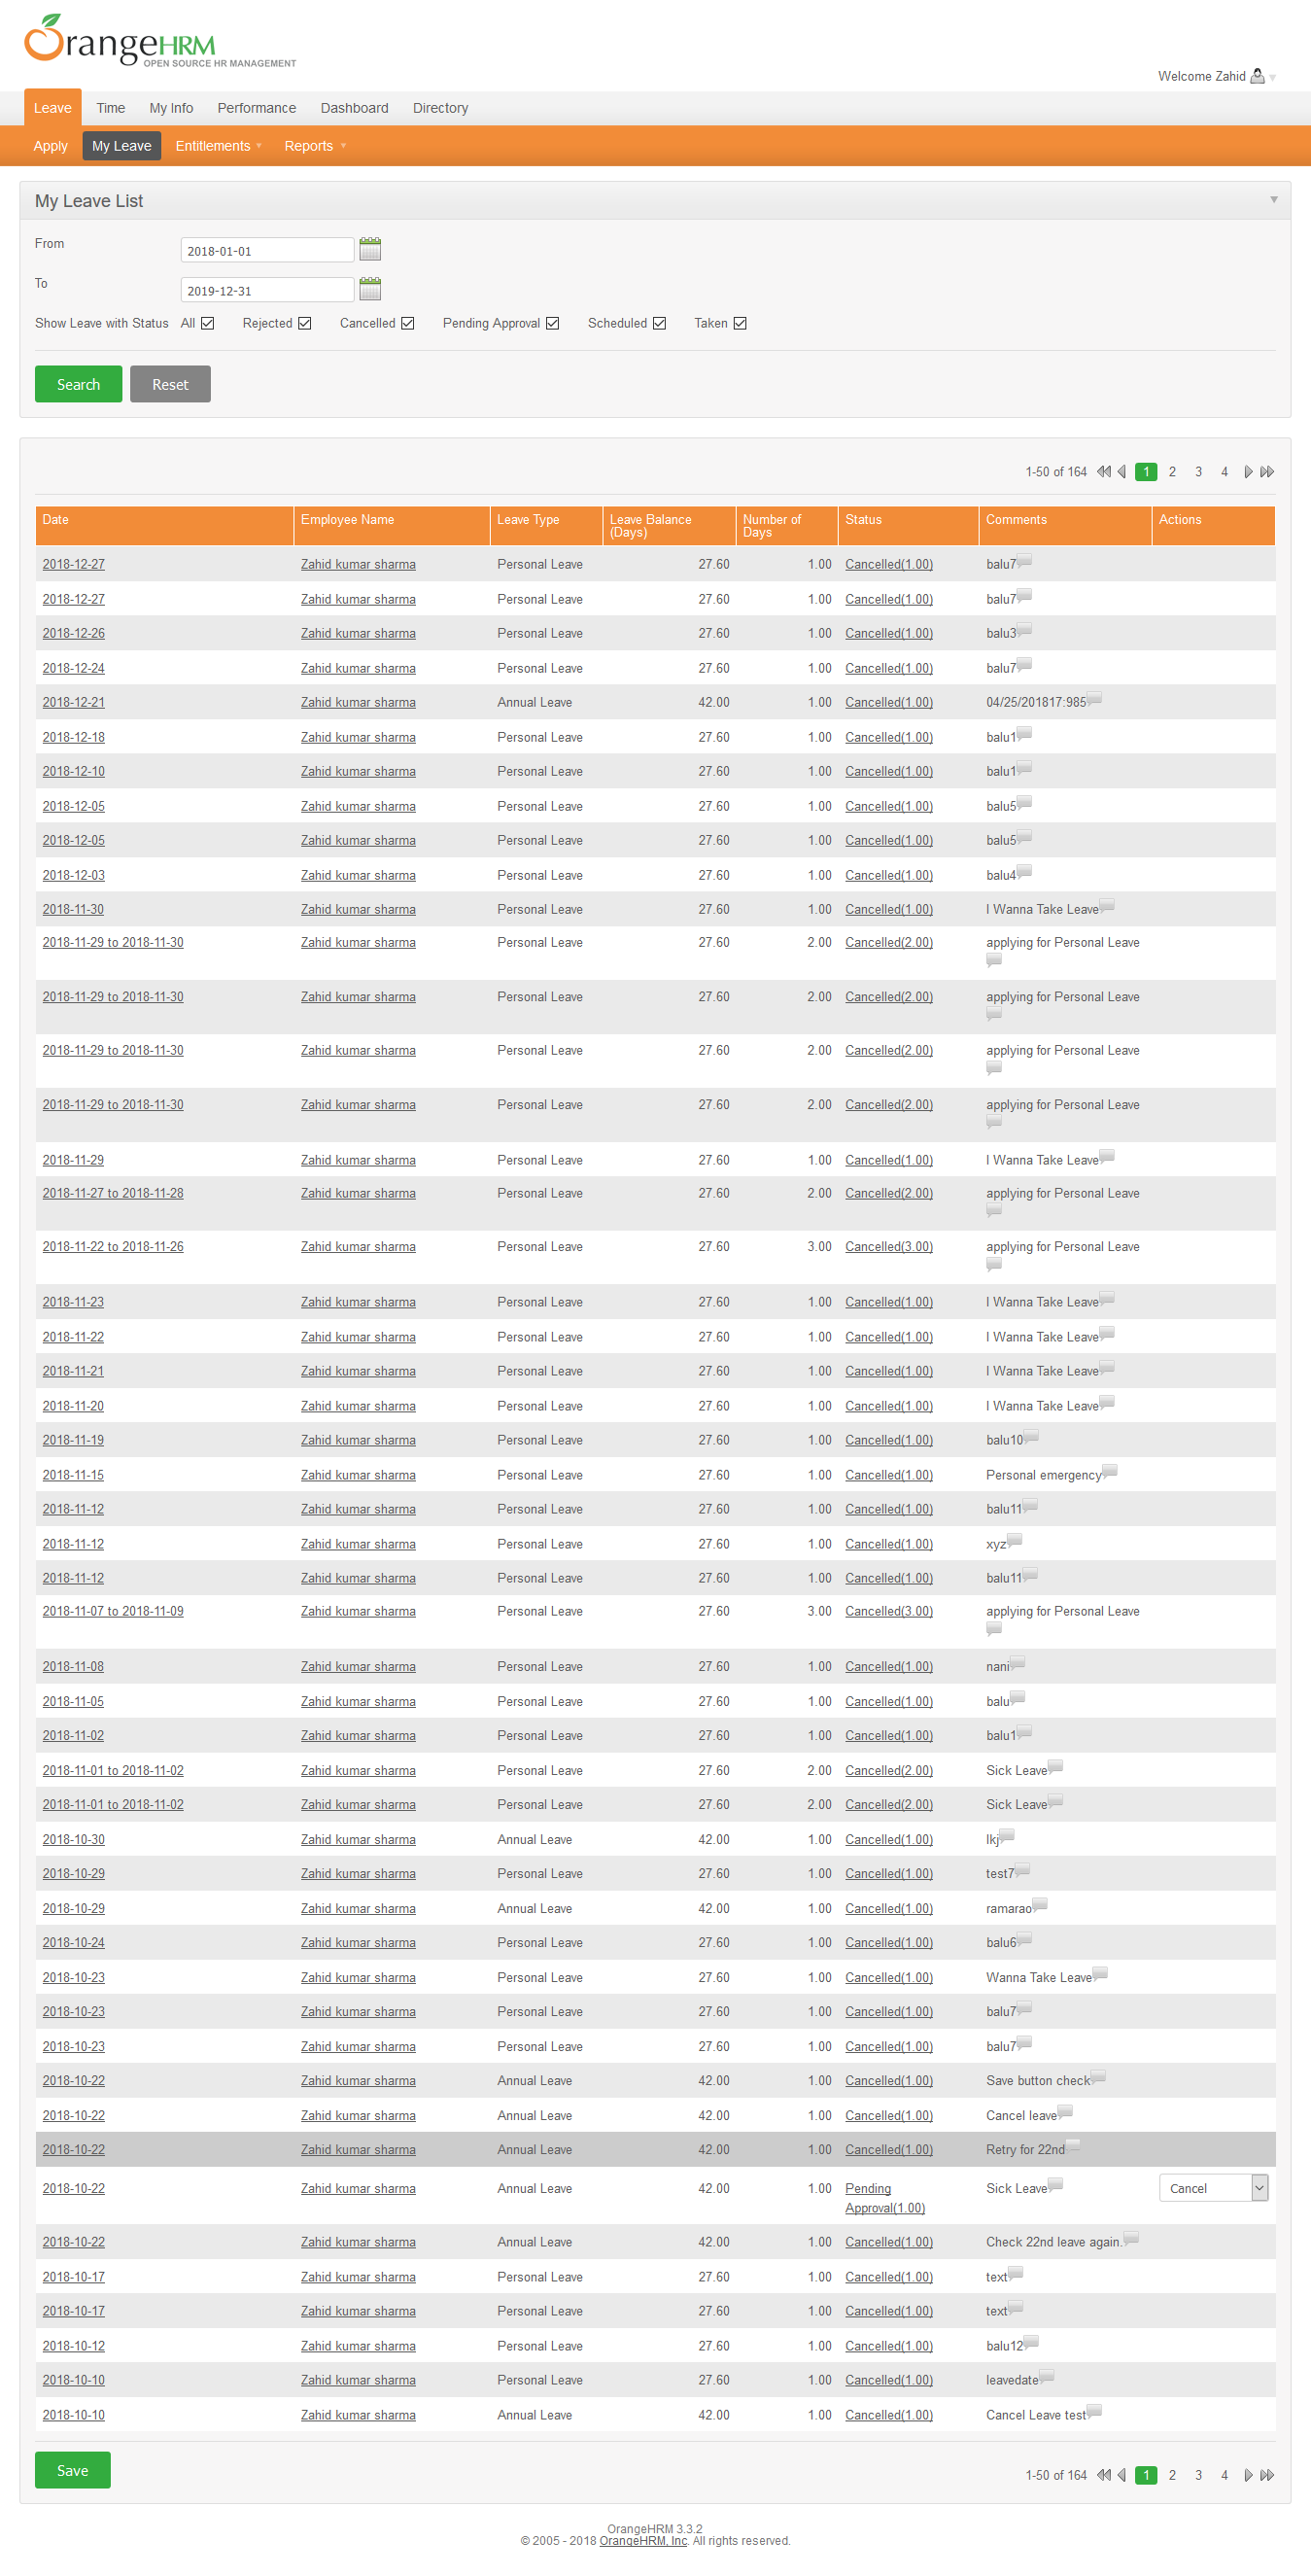 OrangeHRM
OPEN SOURCE HR MANAGEMENT
Welcome Zahid
Leave Time My Info Performance Dashboard Directory
Apply My Leave Entitlements Reports
My Leave List
From 2018-01-01
To 2019-12-31
Show Leave with Status All Rejected Cancelled Pending Approval Scheduled Taken
Search Reset
1-50 of 164 1 2 3 4
Date Employee Name Leave Type Leave Balance Number of Status Comments Actions
(Days) Days
2018-12-27 Zahid kumar sharma Personal Leave 27.60 1.00 Cancelled(1.00) balu7
2018-12-27 Zahid kumar sharma Personal Leave 27.60 1.00 Cancelled(1.00) balu7
2018-12-26 Zahid kumar sharma Personal Leave 27.60 1.00 Cancelled(1.00) balu3
2018-12-24 Zahid kumar sharma Personal Leave 27.60 1.00 Cancelled(1.00) balu7
2018-12-21 Zahid kumar sharma Annual Leave 42.00 1.00 Cancelled(1.00) 04/25/201817:985
2018-12-18 Zahid kumar sharma Personal Leave 27.60 1.00 Cancelled(1.00) balu1
2018-12-10 Zahid kumar sharma Personal Leave 27.60 1.00 Cancelled(1.00) balu1
2018-12-05 Zahid kumar sharma Personal Leave 27.60 1.00 Cancelled(1.00) balu5
2018-12-05 Zahid kumar sharma Personal Leave 27.60 1.00 Cancelled(1.00) balu5
2018-12-03 Zahid kumar sharma Personal Leave 27.60 1.00 Cancelled(1.00) balu4
2018-11-30 Zahid kumar sharma Personal Leave 27.60 1.00 Cancelled(1.00) I Wanna Take Leave
2018-11-29 to 2018-11-30 Zahid kumar sharma Personal Leave 27.60 2.00 Cancelled(2.00) applying for Personal Leave
2018-11-29 to 2018-11-30 Zahid kumar sharma Personal Leave 27.60 2.00 Cancelled(2.00) applying for Personal Leave
2018-11-29 to 2018-11-30 Zahid kumar sharma Personal Leave 27.60 2.00 Cancelled(2.00) applying for Personal Leave
2018-11-29 to 2018-11-30 Zahid kumar sharma Personal Leave 27.60 2.00 Cancelled(2.00) applying for Personal Leave
2018-11-29 Zahid kumar sharma Personal Leave 27.60 1.00 Cancelled(1.00) I Wanna Take Leave
2018-11-27 to 2018-11-28 Zahid kumar sharma Personal Leave 27.60 2.00 Cancelled(2.00) applying for Personal Leave
2018-11-22 to 2018-11-26 Zahid kumar sharma Personal Leave 27.60 3.00 Cancelled(3.00) applying for Personal Leave
2018-11-23 Zahid kumar sharma Personal Leave 27.60 1.00 Cancelled(1.00) I Wanna Take Leave
2018-11-22 Zahid kumar sharma Personal Leave 27.60 1.00 Cancelled(1.00) I Wanna Take Leave
2018-11-21 Zahid kumar sharma Personal Leave 27.60 1.00 Cancelled(1.00) I Wanna Take Leave
2018-11-20 Zahid kumar sharma Personal Leave 27.60 1.00 Cancelled(1.00) I Wanna Take Leave
2018-11-19 Zahid kumar sharma Personal Leave 27.60 1.00 Cancelled(1.00) balu10
2018-11-15 Zahid kumar sharma Personal Leave 27.60 1.00 Cancelled(1.00) Personal emergency
2018-11-12 Zahid kumar sharma Personal Leave 27.60 1.00 Cancelled(1.00) balu11
2018-11-12 Zahid kumar sharma Personal Leave 27.60 1.00 Cancelled(1.00) xyz
2018-11-12 Zahid kumar sharma Personal Leave 27.60 1.00 Cancelled(1.00) balu11
2018-11-07 to 2018-11-09 Zahid kumar sharma Personal Leave 27.60 3.00 Cancelled(3.00) applying for Personal Leave
2018-11-08 Zahid kumar sharma Personal Leave 27.60 1.00 Cancelled(1.00) nani
2018-11-05 Zahid kumar sharma Personal Leave 27.60 1.00 Cancelled(1.00) balu
2018-11-02 Zahid kumar sharma Personal Leave 27.60 1.00 Cancelled(1.00) balu1
2018-11-01 to 2018-11-02 Zahid kumar sharma Personal Leave 27.60 2.00 Cancelled(2.00) Sick Leave
2018-11-01 to 2018-11-02 Zahid kumar sharma Personal Leave 27.60 2.00 Cancelled(2.00) Sick Leave
2018-10-30 Zahid kumar sharma Annual Leave 42.00 1.00 Cancelled(1.00) lkj
2018-10-29 Zahid kumar sharma Personal Leave 27.60 1.00 Cancelled(1.00) test7
2018-10-29 Zahid kumar sharma Annual Leave 42.00 1.00 Cancelled(1.00) ramarao
2018-10-24 Zahid kumar sharma Personal Leave 27.60 1.00 Cancelled(1.00) balu6
2018-10-23 Zahid kumar sharma Personal Leave 27.60 1.00 Cancelled(1.00) Wanna Take Leave
2018-10-23 Zahid kumar sharma Personal Leave 27.60 1.00 Cancelled(1.00) balu7
2018-10-23 Zahid kumar sharma Personal Leave 27.60 1.00 Cancelled(1.00) balu7
2018-10-22 Zahid kumar sharma Annual Leave 42.00 1.00 Cancelled(1.00) Save button check
2018-10-22 Zahid kumar sharma Annual Leave 42.00 1.00 Cancelled(1.00) Cancel leave
2018-10-22 Zahid kumar sharma Annual Leave 42.00 1.00 Cancelled(1.00) Retry for 22nd
2018-10-22 Zahid kumar sharma Annual Leave 42.00 1.00 Pending Sick Leave Cancel
Approval(1.00)
2018-10-22 Zahid kumar sharma Annual Leave 42.00 1.00 Cancelled(1.00) Check 22nd leave again.
2018-10-17 Zahid kumar sharma Personal Leave 27.60 1.00 Cancelled(1.00) text
2018-10-17 Zahid kumar sharma Personal Leave 27.60 1.00 Cancelled(1.00) text
2018-10-12 Zahid kumar sharma Personal Leave 27.60 1.00 Cancelled(1.00) balu12
2018-10-10 Zahid kumar sharma Personal Leave 27.60 1.00 Cancelled(1.00) leavedate
2018-10-10 Zahid kumar sharma Annual Leave 42.00 1.00 Cancelled(1.00) Cancel Leave test
Save
1-50 of 164 1 2 3 4
OrangeHRM 3.3.2
© 2005 - 2018 OrangeHRM, Inc. All rights reserved.